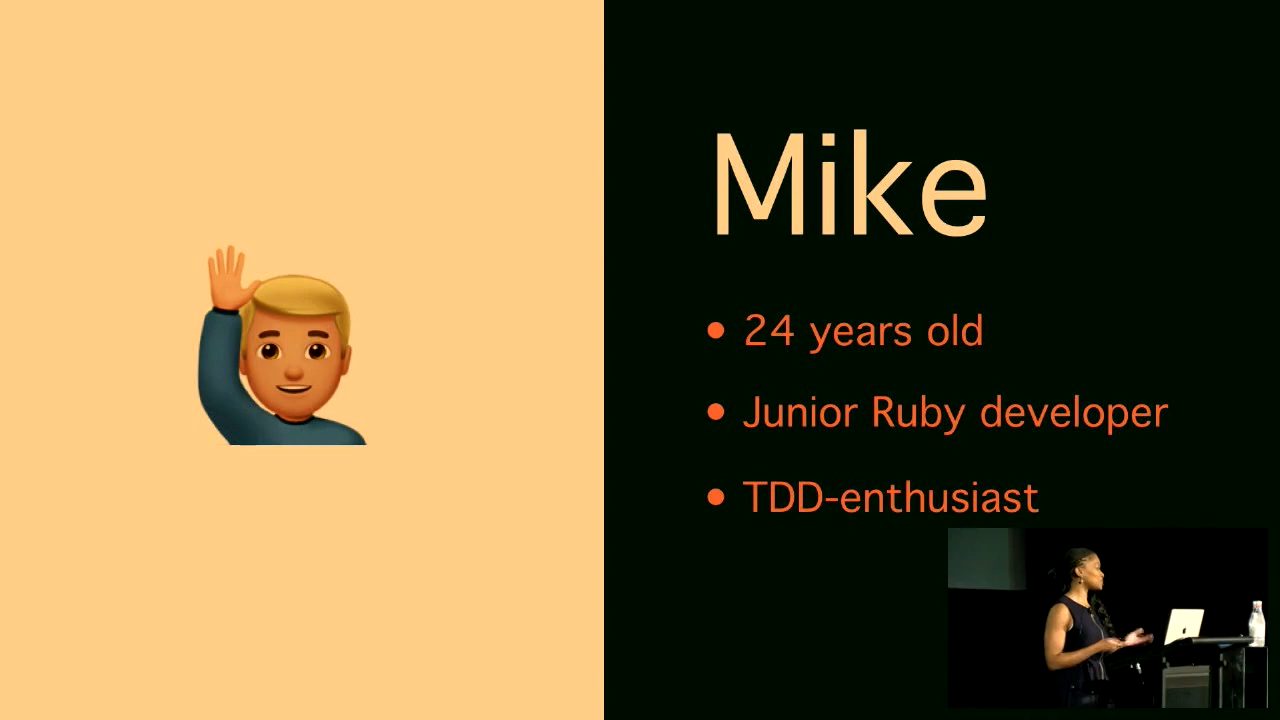 Mike
• 24 years old
• Junior Ruby developer
• TDD-enthusiast